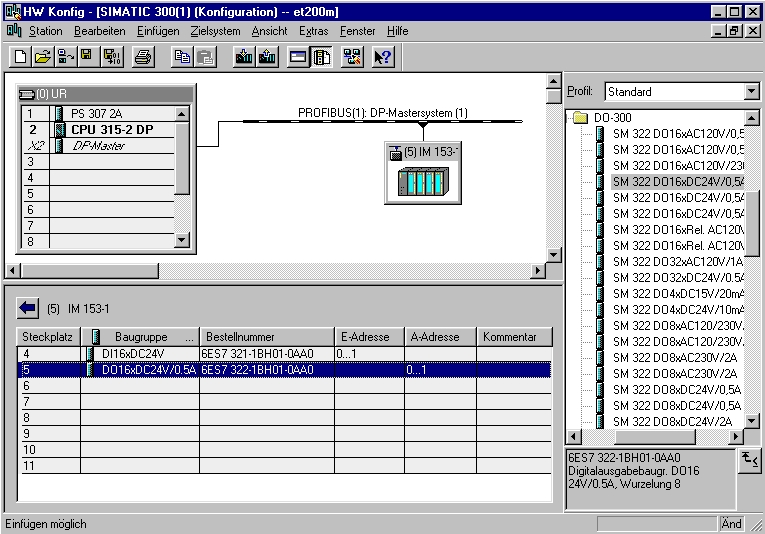 HW Konfig - [SIMATIC 300(1) (Konfiguration) -- et200m]
Station Bearbeiten Einfügen Zielsystem Ansicht Extras Fenster Hilfe
(0) UR
1 PS 307 2A
2 CPU 315-2 DP
X2 DP-Master
3
4
5
6
7
8
PROFIBUS(1): DP-Mastersystem (1)
(5) IM 153-
Profil: Standard
DO-300
SM 322 DO16xAC120V/0,5
SM 322 DO16xAC120V/0,5
SM 322 DO16xAC120V/230
SM 322 DO16xDC24V/0,5A
SM 322 DO16xDC24V/0,5A
SM 322 DO16xDC24V/0,5A
SM 322 DO16xRel. AC120V
SM 322 DO16xRel. AC120V
SM 322 DO32xAC120V/1A
SM 322 DO32xDC24V/0.5A
SM 322 DO4xDC15V/20mA
SM 322 DO4xDC24V/10mA
SM 322 DO8xAC120/230V.
SM 322 DO8xAC120/230V.
SM 322 DO8xAC230V/2A
SM 322 DO8xAC230V/2A
SM 322 DO8xDC24V/0,5A
SM 322 DO8xDC24V/0,5A
SM 322 DO8xDC24V/2A
(5) IM 153-1
Steckplatz Baugruppe ... Bestellnummer E-Adresse A-Adresse Kommentar
4 DI16xDC24V 6ES7 321-1BH01-0AA0 0...1
5 DO16xDC24V/0.5A 6ES7 322-1BH01-0AA0 0...1
6
7
8
9
10
11
6ES7 322-1BH01-0AA0
Digitalausgabebaugr. DO16
24V/0.5A, Wurzelung 8
Einfügen möglich
Änd